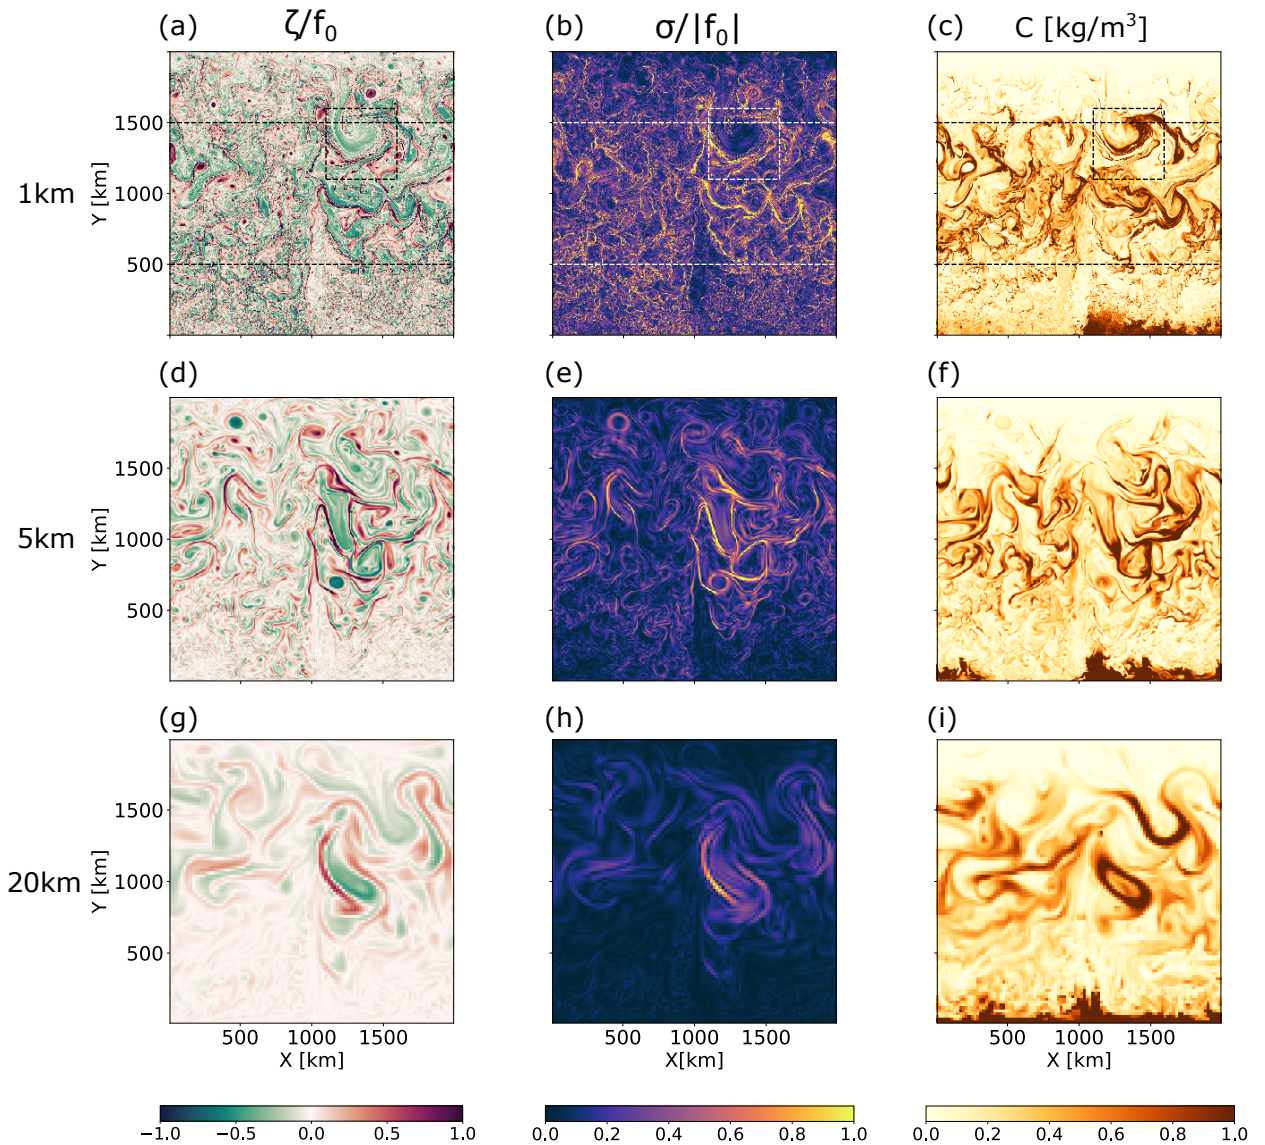 (a) ζ/f₀ (b) σ/|f₀| (c) C [kg/m³]
1km
Y [km]
1500
1000
500
(d) (e) (f)
5km
Y [km]
1500
1000
500
(g) (h) (i)
20km
Y [km]
1500
1000
500
500 1000 1500 500 1000 1500 500 1000 1500
X [km] X[km] X [km]
−1.0 −0.5 0.0 0.5 1.0 0.0 0.2 0.4 0.6 0.8 1.0 0.0 0.2 0.4 0.6 0.8 1.0